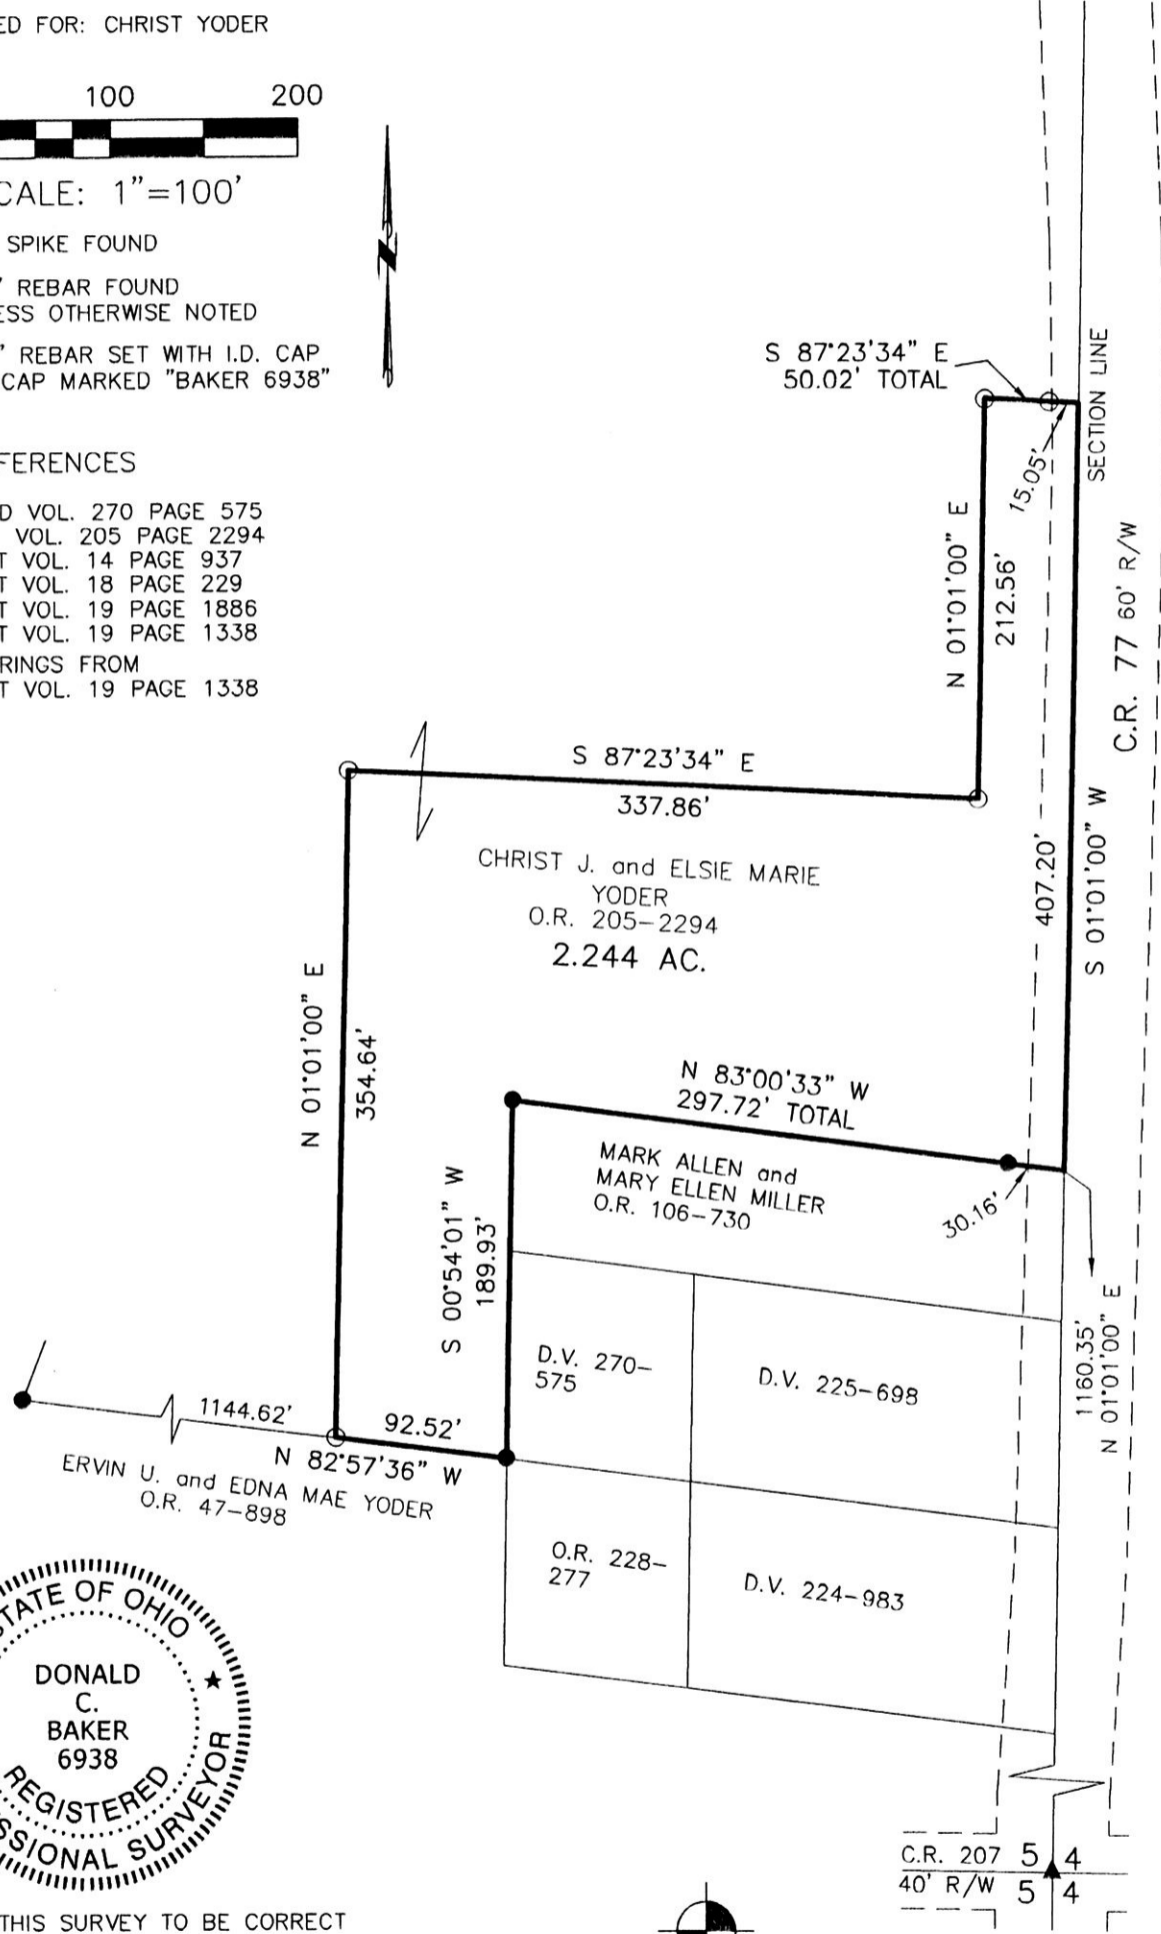 ED FOR: CHRIST YODER
100 200
CALE: 1"=100'
SPIKE FOUND
" REBAR FOUND
ESS OTHERWISE NOTED
" REBAR SET WITH I.D. CAP
CAP MARKED "BAKER 6938"
FERENCES
D VOL. 270 PAGE 575
VOL. 205 PAGE 2294
T VOL. 14 PAGE 937
T VOL. 18 PAGE 229
T VOL. 19 PAGE 1886
T VOL. 19 PAGE 1338
RINGS FROM
T VOL. 19 PAGE 1338
N
S 87°23'34" E
50.02' TOTAL
15.05'
SECTION LINE
N 01°01'00" E
212.56'
C.R. 77 60' R/W
S 87°23'34" E
337.86'
407.20'
S 01°01'00" W
CHRIST J. and ELSIE MARIE
YODER
O.R. 205-2294
2.244 AC.
N 01°01'00" E
354.64'
N 83°00'33" W
297.72' TOTAL
MARK ALLEN and
MARY ELLEN MILLER
O.R. 106-730
30.16'
S 00°54'01" W
189.93'
1160.35'
N 01°01'00" E
D.V. 270-
575
D.V. 225-698
1144.62'
92.52'
N 82°57'36" W
ERVIN U. and EDNA MAE YODER
O.R. 47-898
O.R. 228-
277
D.V. 224-983
STATE OF OHIO
DONALD
C.
BAKER
6938
REGISTERED
SSIONAL SURVEYOR
C.R. 207 5 4
40' R/W 5 4
THIS SURVEY TO BE CORRECT